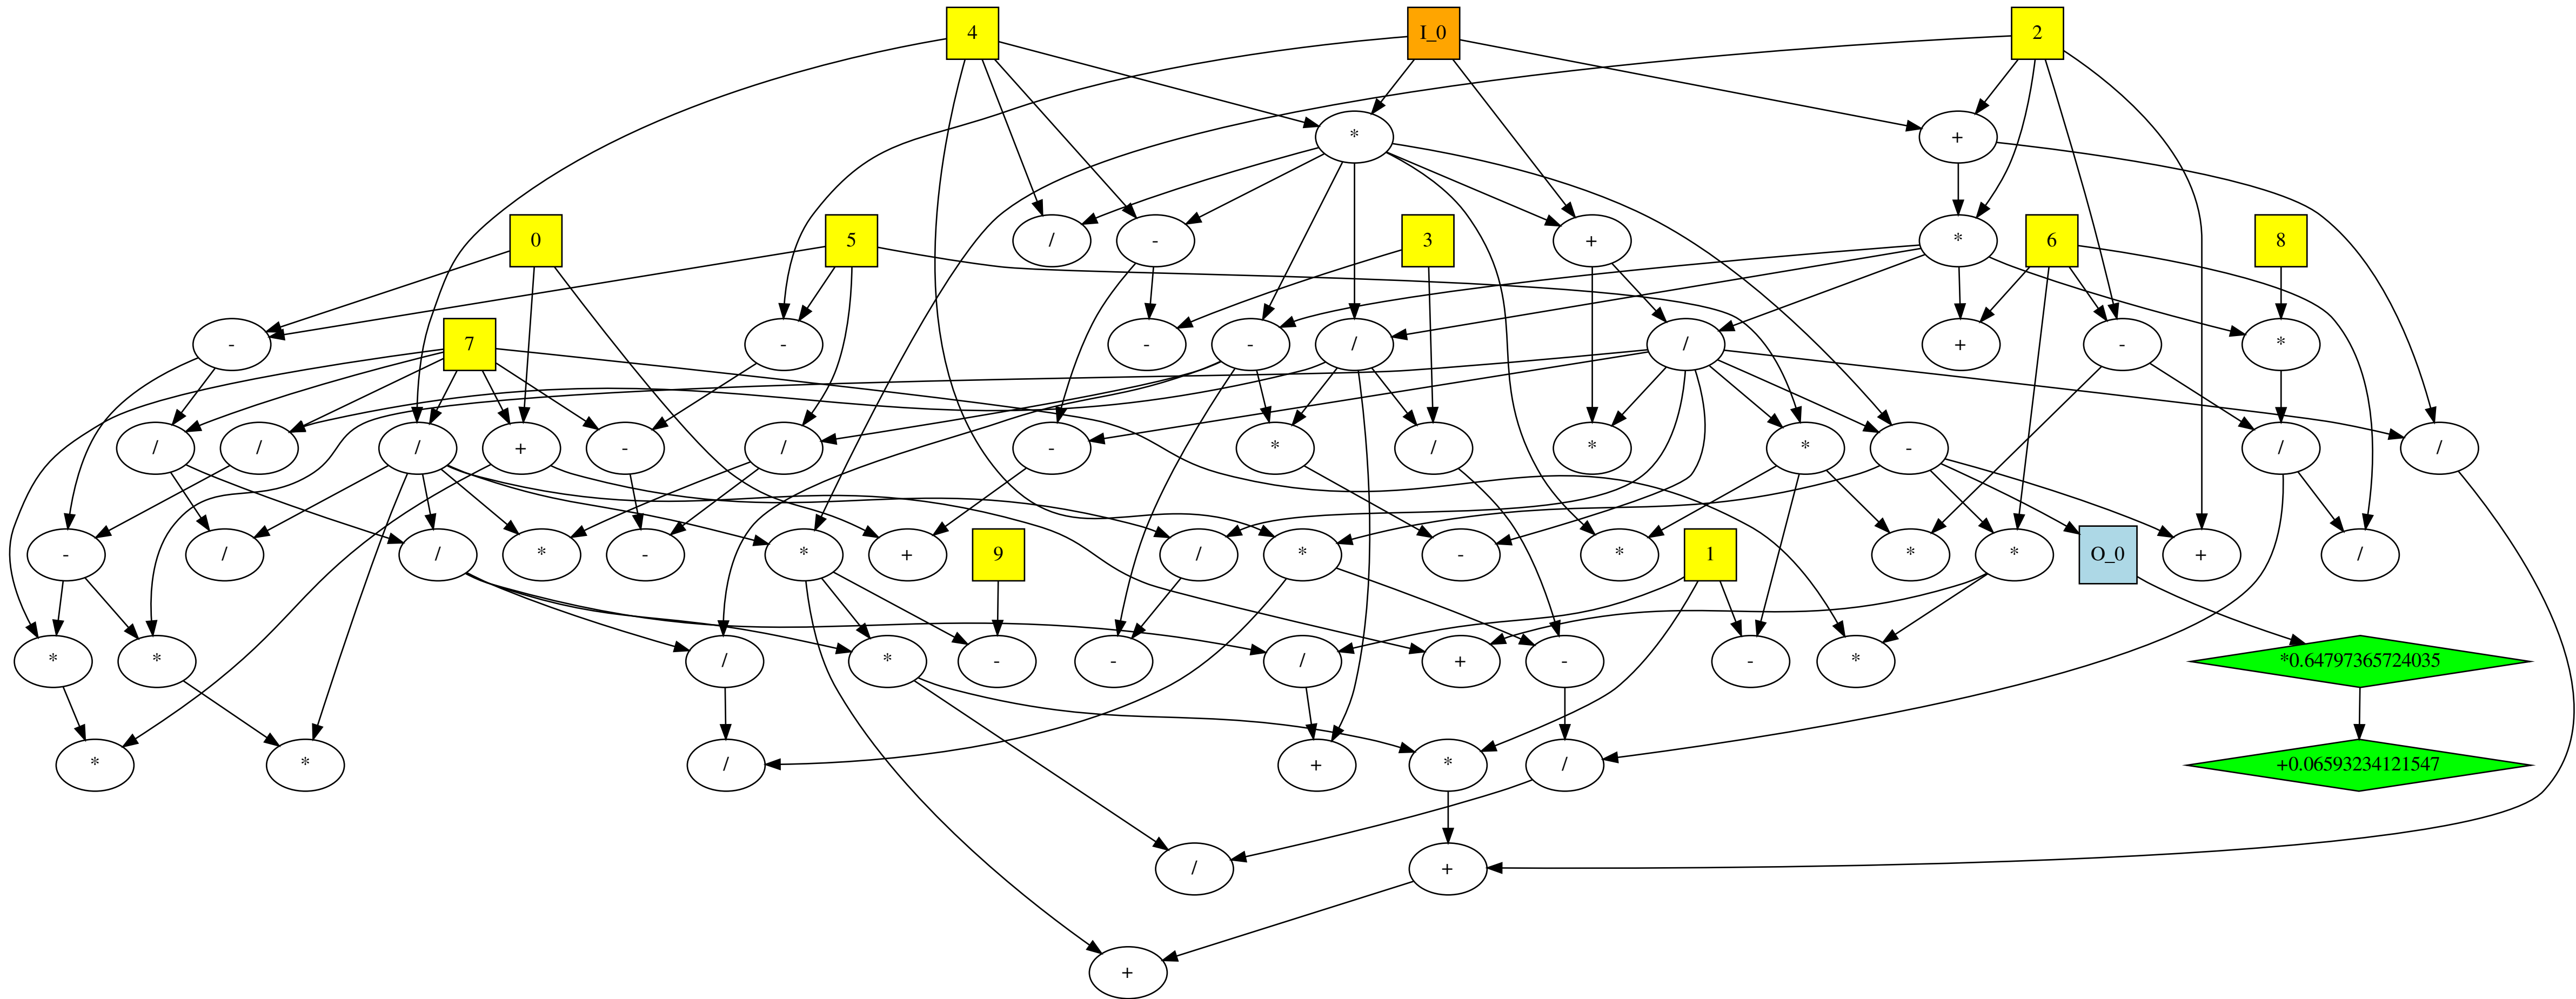 4 I_0 2
* +
0 5 / - 3 + * 6 8
- 7 - - - / / + - *
/ / / + - / - * / * * - / /
- / / * - * + 9 / * - * 1 * * O_0 + /
* * / * - - / + - - * *0.64797365724035
* * / + * / +0.06593234121547
/ +
+